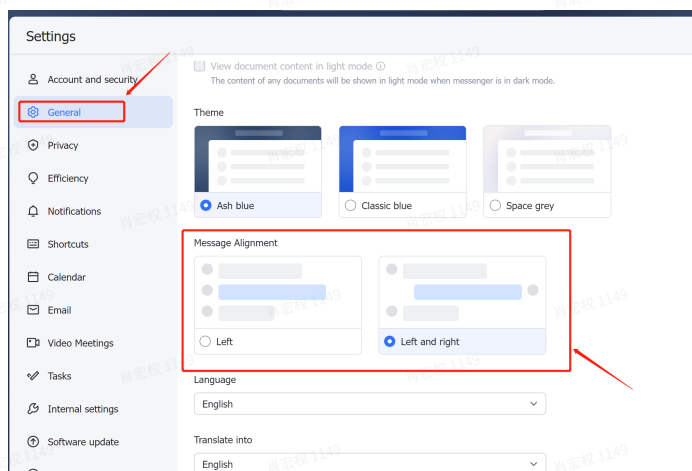 Settings
Account and security
General
Privacy
Efficiency
Notifications
Shortcuts
Calendar
Email
Video Meetings
Tasks
Internal settings
Software update
View document content in light mode
The content of any documents will be shown in light mode when messenger is in dark mode.
Theme
Ash blue
Classic blue
Space grey
Message Alignment
Left
Left and right
Language
English
Translate into
English
肖宏权 1149